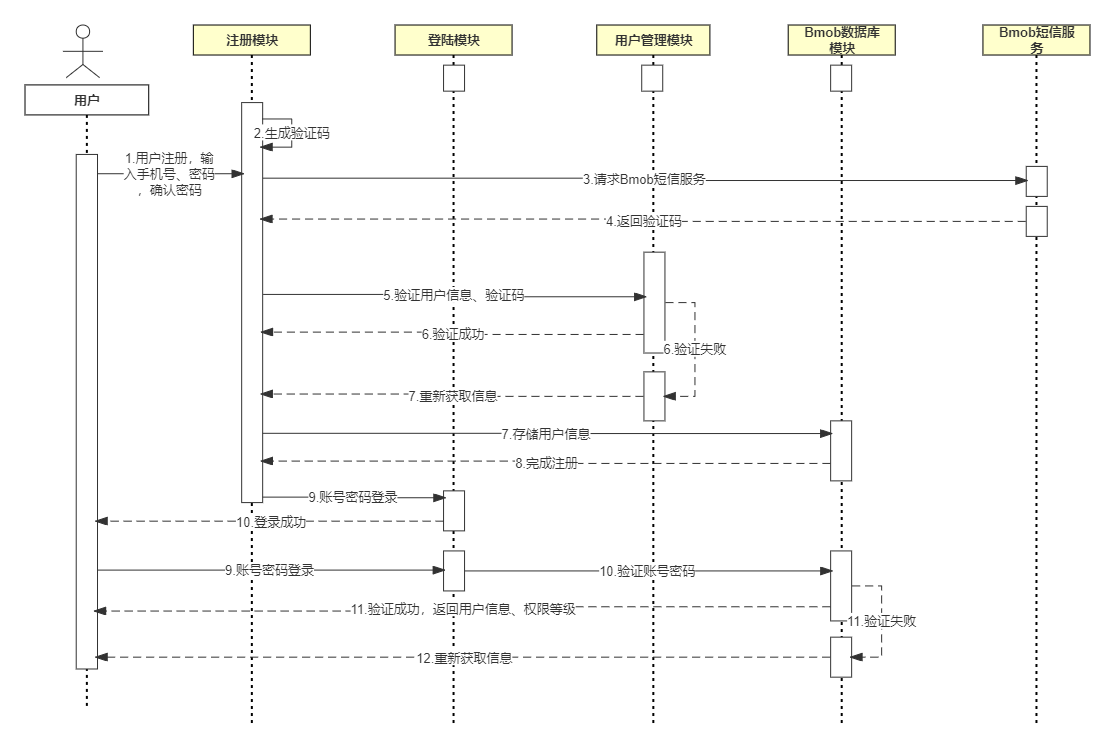 注册模块
登陆模块
用户管理模块
Bmob数据库
模块
Bmob短信服
务
用户
2.生成验证码
1.用户注册，输
入手机号、密码
，确认密码
3.请求Bmob短信服务
4.返回验证码
5.验证用户信息、验证码
6.验证成功
6.验证失败
7.重新获取信息
7.存储用户信息
8.完成注册
9.账号密码登录
10.登录成功
9.账号密码登录
10.验证账号密码
11.验证成功，返回用户信息、权限等级
11.验证失败
12.重新获取信息